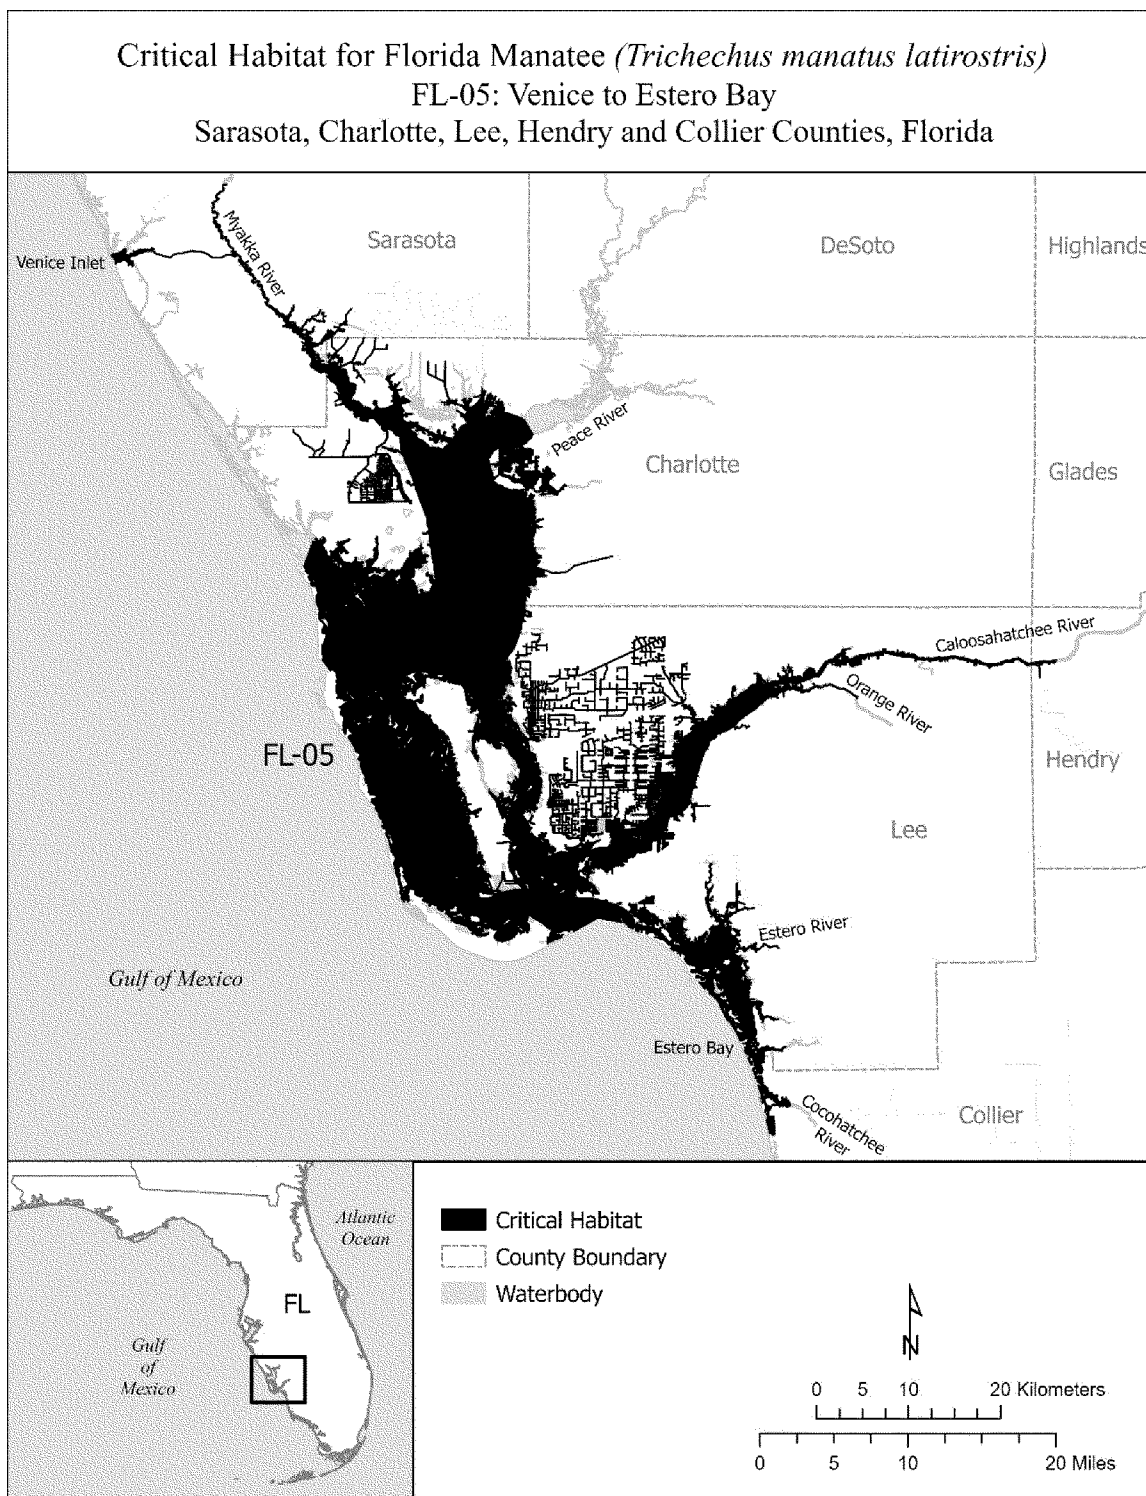 Critical Habitat for Florida Manatee (Trichechus manatus latirostris)
FL-05: Venice to Estero Bay
Sarasota, Charlotte, Lee, Hendry and Collier Counties, Florida
Myakka River
Sarasota
DeSoto
Highlands
Venice Inlet
Peace River
Charlotte
Glades
Caloosahatchee River
Orange River
FL-05
Hendry
Lee
Estero River
Gulf of Mexico
Estero Bay
Cocohatchee
River
Collier
Atlantic
Ocean
FL
Gulf
of
Mexico
Critical Habitat
County Boundary
Waterbody
N
0 5 10 20 Kilometers
0 5 10 20 Miles